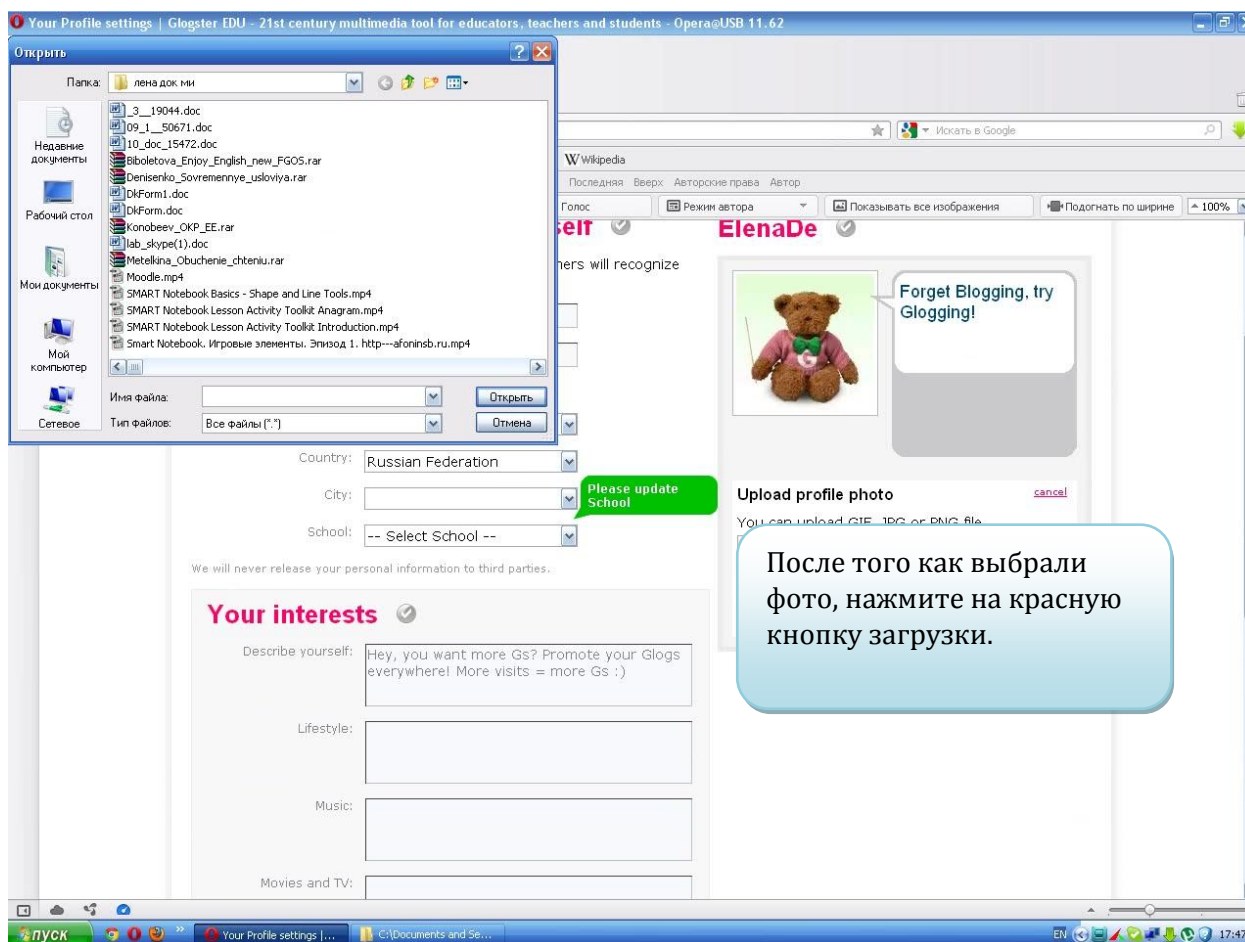 Your Profile settings | Glogster EDU - 21st century multimedia tool for educators, teachers and students - Opera@USB 11.62
Открыть
Папка: лена док ми
Недавние документы
Рабочий стол
Мои документы
Мой компьютер
Сетевое
_3__19044.doc
09_1__50671.doc
10_doc_15472.doc
Biboletova_Enjoy_English_new_FGOS.rar
Denisenko_Sovremennye_usloviya.rar
DkForm1.doc
DkForm.doc
Konobeev_OKP_EE.rar
lab_skype(1).doc
Metelkina_Obuchenie_chteniu.rar
Moodle.mp4
SMART Notebook Basics - Shape and Line Tools.mp4
SMART Notebook Lesson Activity Toolkit Anagram.mp4
SMART Notebook Lesson Activity Toolkit Introduction.mp4
Smart Notebook. Игровые элементы. Эпизод 1. http---afoninsb.ru.mp4
Имя файла: Открыть
Тип файлов: Все файлы (*.*) Отмена
Искать в Google
W Wikipedia
Последняя Вверх Авторские права Автор
Голос Режим автора Показывать все изображения Подогнать по ширине 100%
self
ners will recognize
ElenaDe
Forget Blogging, try
Glogging!
G
Country: Russian Federation
City:
Please update
School
School: -- Select School --
We will never release your personal information to third parties.
Upload profile photo cancel
You can upload GIF, JPG or PNG file
После того как выбрали
фото, нажмите на красную
кнопку загрузки.
Your interests
Describe yourself: Hey, you want more Gs? Promote your Glogs
everywhere! More visits = more Gs :)
Lifestyle:
Music:
Movies and TV:
пуск Your Profile settings |... C:\Documents and Se... EN 17:47